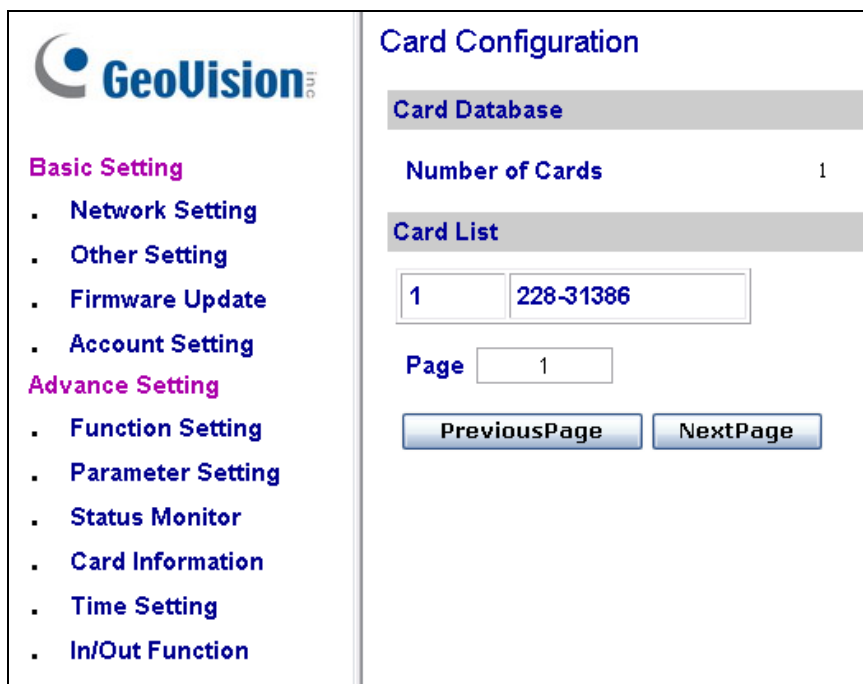 GeoVision inc
Basic Setting
. Network Setting
. Other Setting
. Firmware Update
. Account Setting
Advance Setting
. Function Setting
. Parameter Setting
. Status Monitor
. Card Information
. Time Setting
. In/Out Function
Card Configuration
Card Database
Number of Cards 1
Card List
1 228-31386
Page 1
PreviousPage NextPage